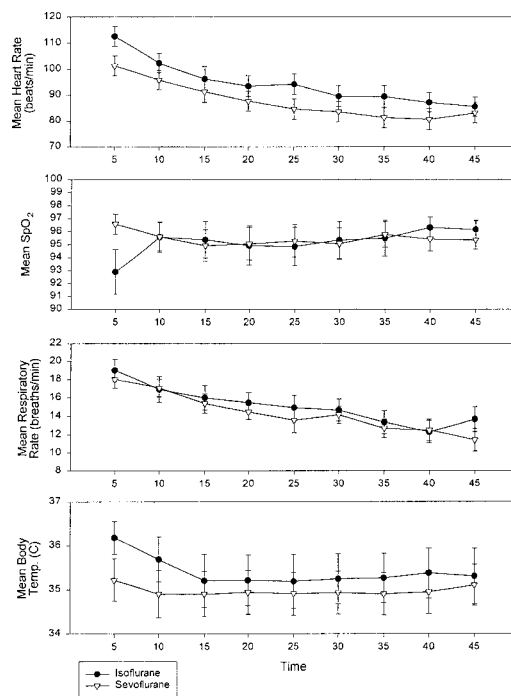 Mean Heart Rate
(beats/min)
120
110
100
90
80
70
5 10 15 20 25 30 35 40 45
Mean SpO2
100
99
98
97
96
95
94
93
92
91
90
5 10 15 20 25 30 35 40 45
Mean Respiratory
Rate (breaths/min)
22
20
18
16
14
12
10
8
5 10 15 20 25 30 35 40 45
Mean Body
Temp. (C)
37
36
35
34
5 10 15 20 25 30 35 40 45
Time
Isoflurane
Sevoflurane